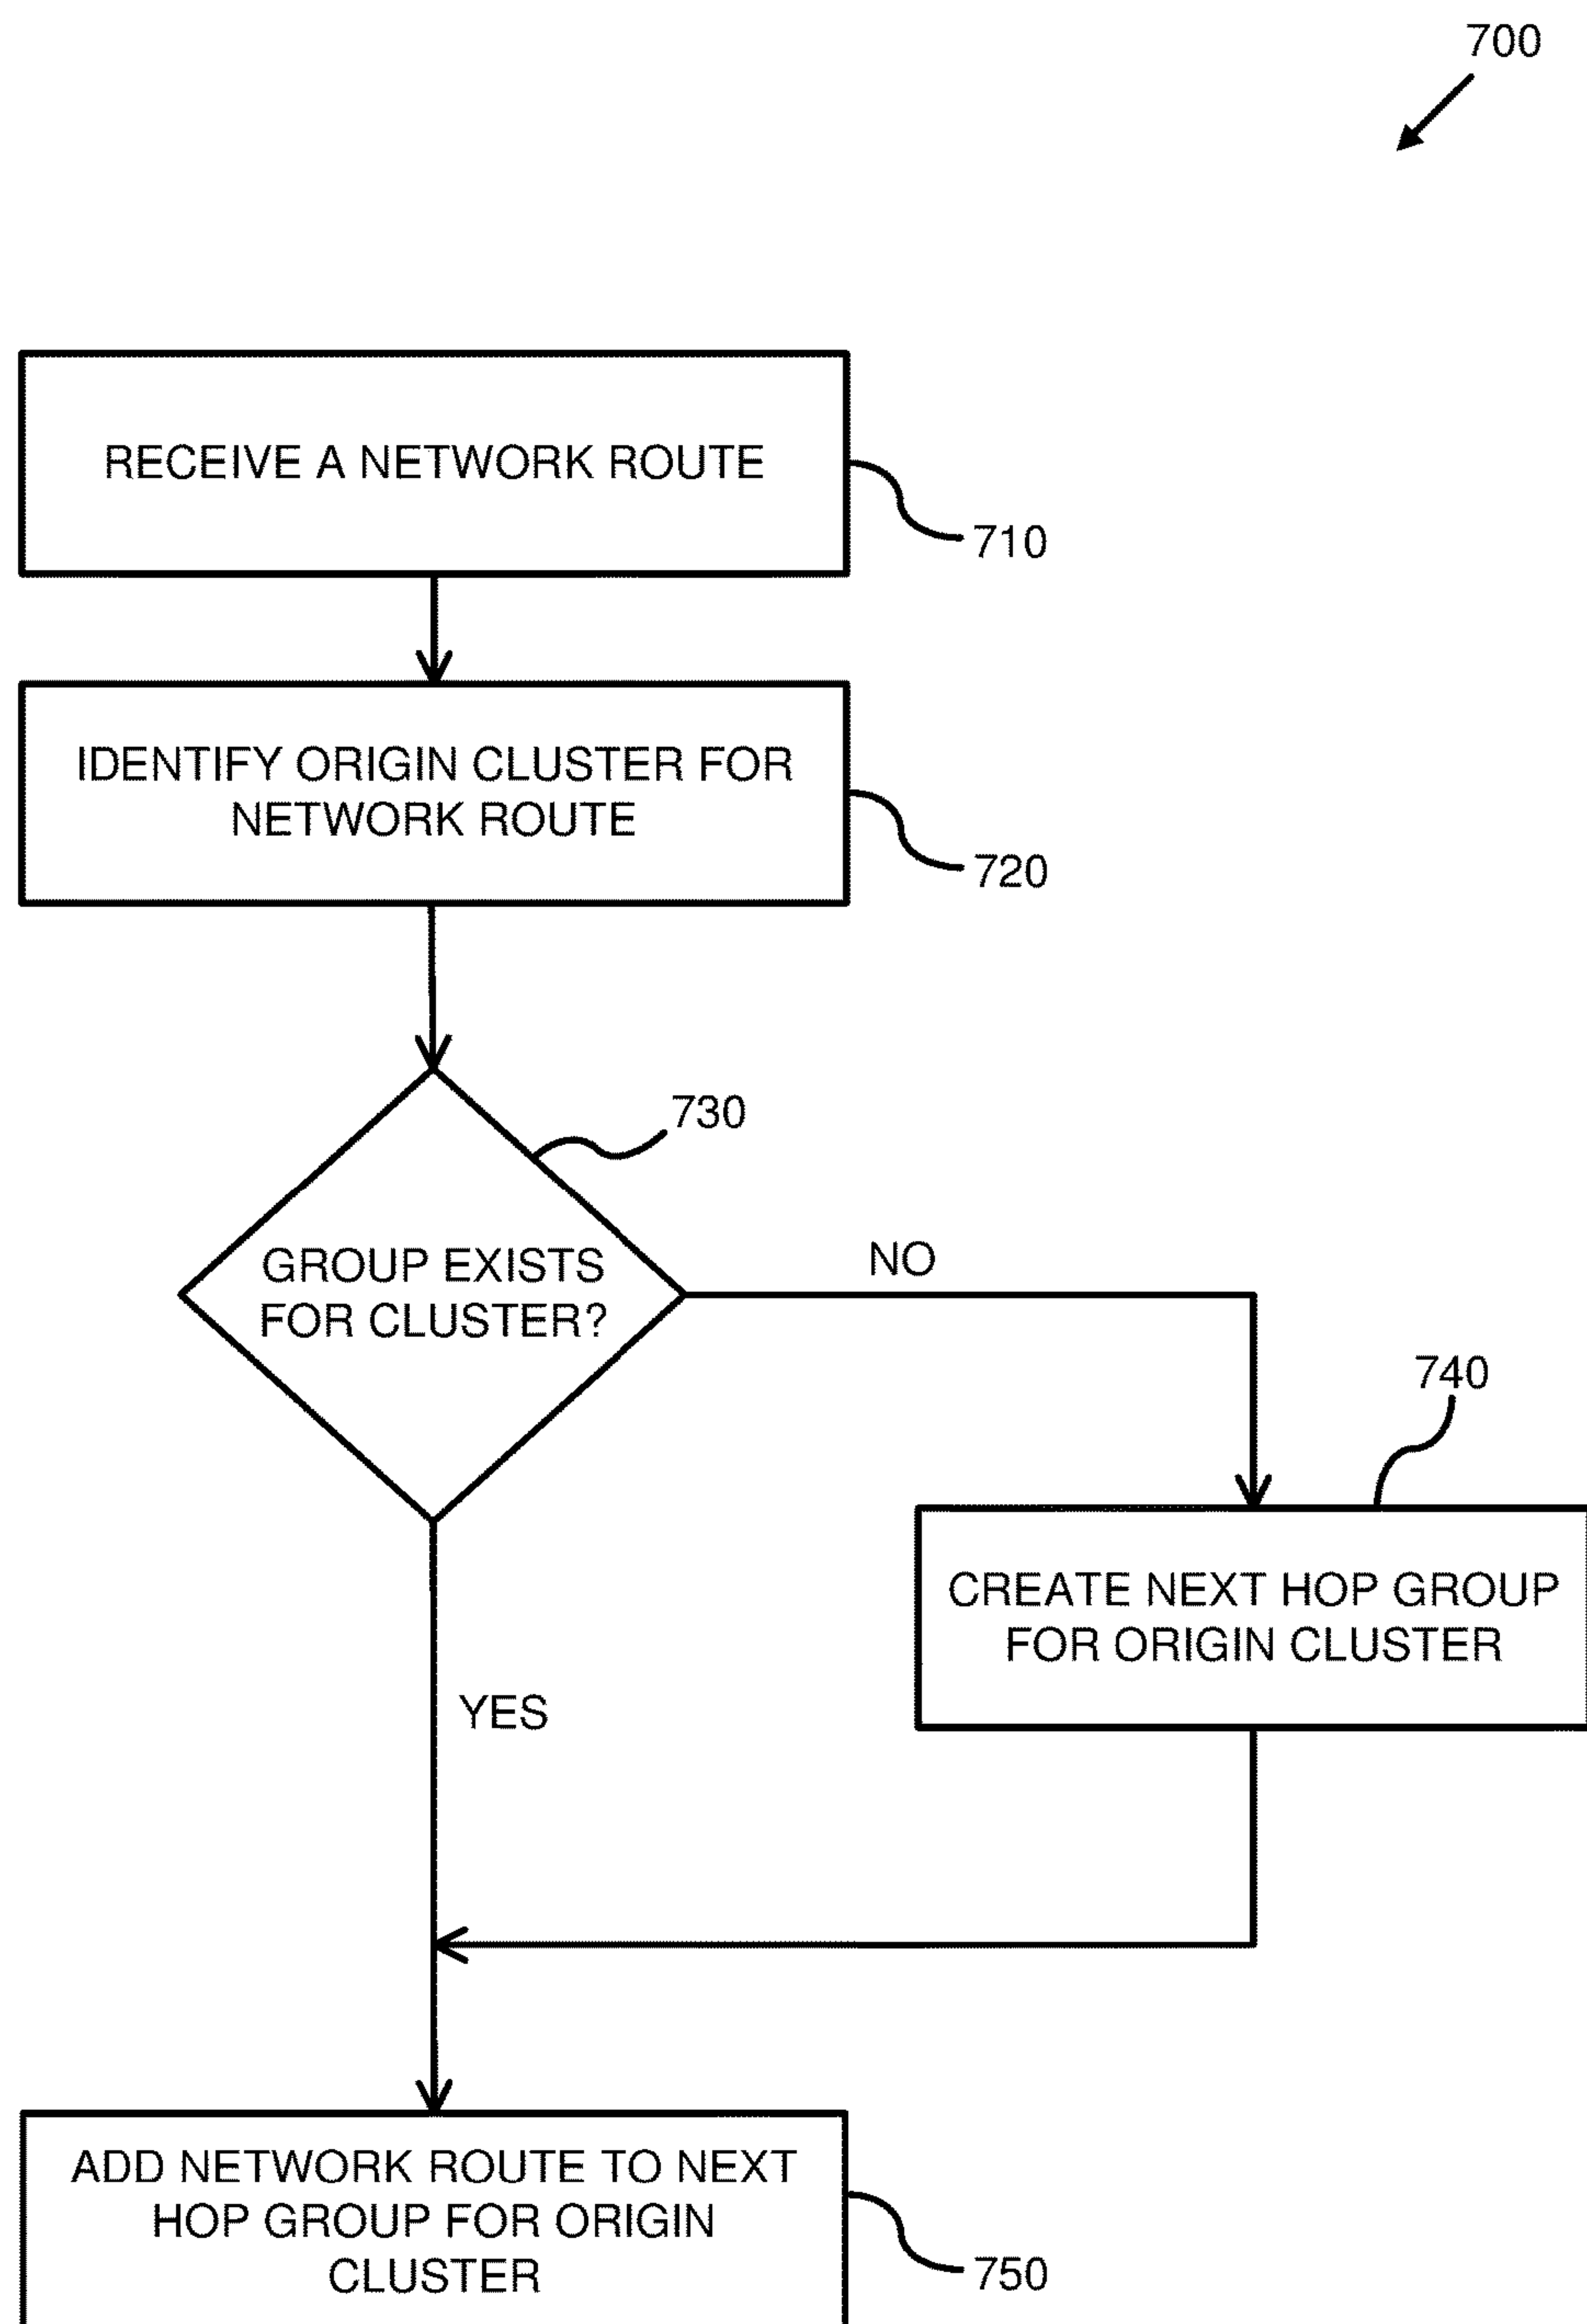 700
RECEIVE A NETWORK ROUTE
710
IDENTIFY ORIGIN CLUSTER FOR
NETWORK ROUTE
720
730
GROUP EXISTS
FOR CLUSTER?
NO
740
CREATE NEXT HOP GROUP
FOR ORIGIN CLUSTER
YES
ADD NETWORK ROUTE TO NEXT
HOP GROUP FOR ORIGIN
CLUSTER
750